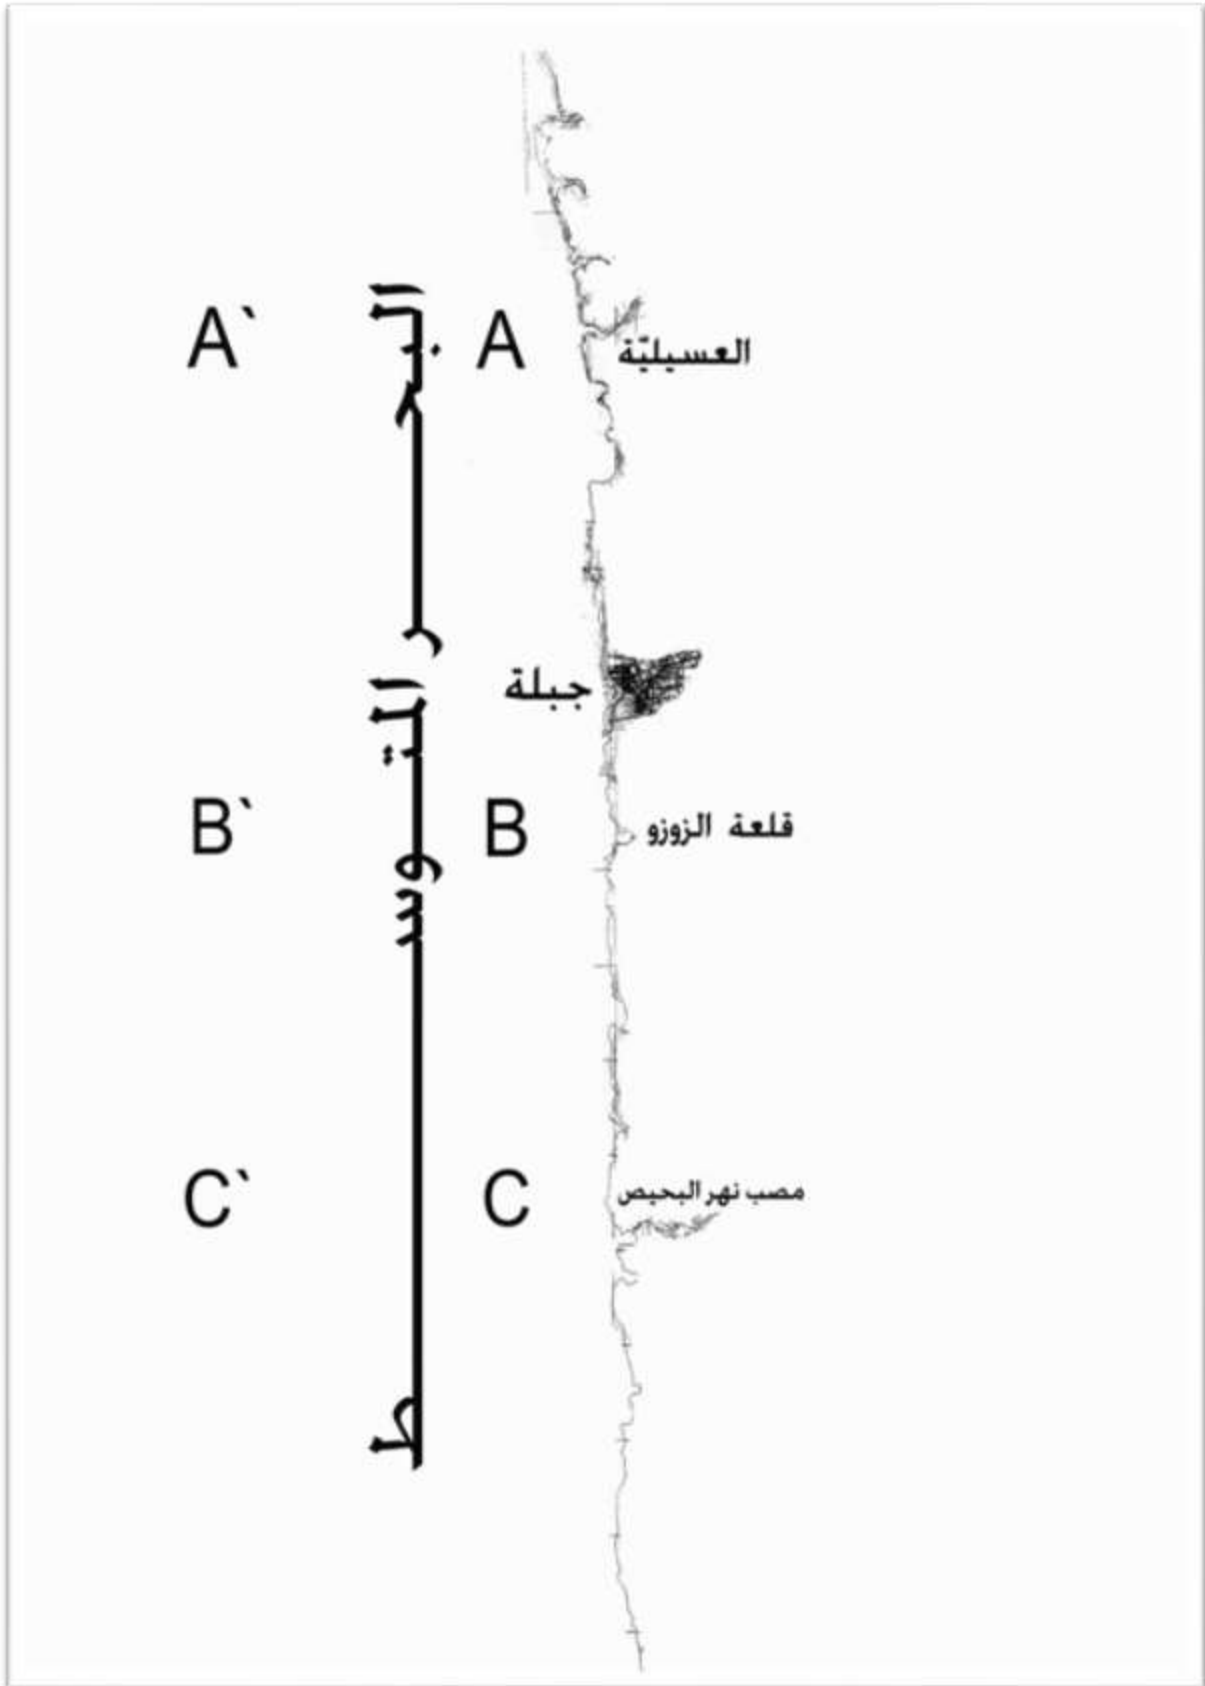 A` A العسيليّة
البحر المتوسط
جبلة
B` B قلعة الزوزو
C` C مصب نهر البحيص